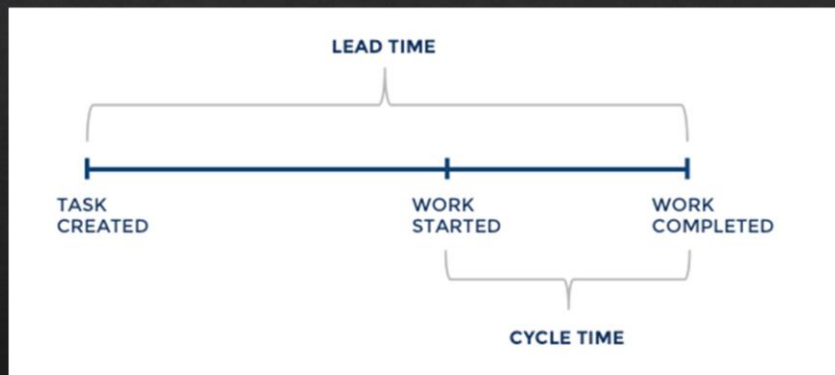 LEAD TIME
TASK
CREATED
WORK
STARTED
WORK
COMPLETED
CYCLE TIME